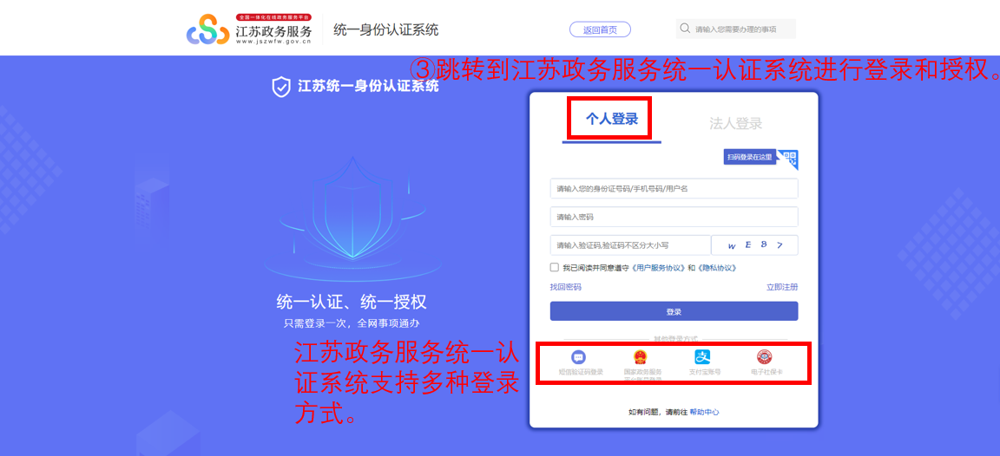 全国一体化在线政务服务平台
江苏政务服务
www.jszwfw.gov.cn
统一身份认证系统
返回首页
请输入您需要办理的事项
③跳转到江苏政务服务统一认证系统进行登录和授权。
江苏统一身份认证系统
个人登录
法人登录
扫码登录在这里
请输入您的身份证号码/手机号码/用户名
请输入密码
请输入验证码,验证码不区分大小写
W E B 7
我已阅读并同意遵守《用户服务协议》和《隐私协议》
找回密码
立即注册
登录
统一认证、统一授权
只需登录一次，全网事项通办
其他登录方式
短信验证码登录
国家政务服务
平台账号登录
支付宝账号
电子社保卡
江苏政务服务统一认
证系统支持多种登录
方式。
如有问题，请前往 帮助中心